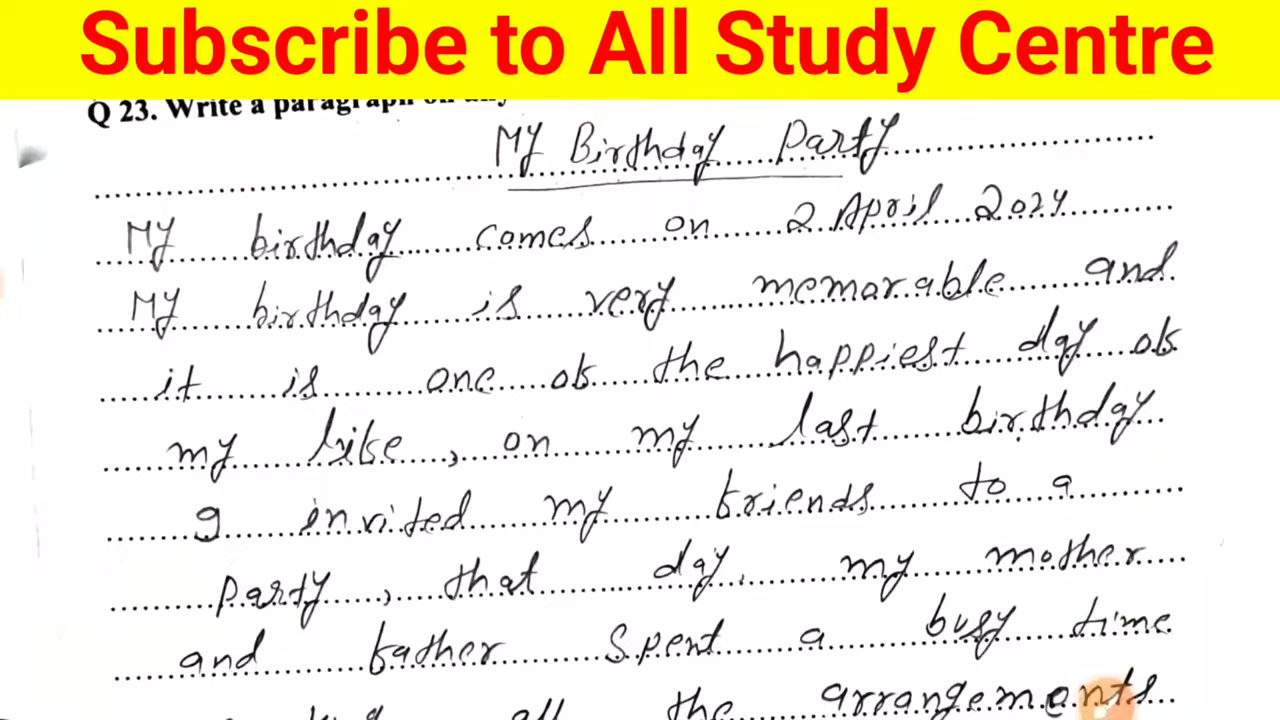 Subscribe to All Study Centre
Q 23. Write a paragraph on any
My Birthday Party
My birthday comes on 2 April 2024
My birthday is very memorable and
it is one of the happiest day of
my life, on my last birthday
I invited my friends to a
party, that day, my mother
and father spent a busy time
all the arrangements